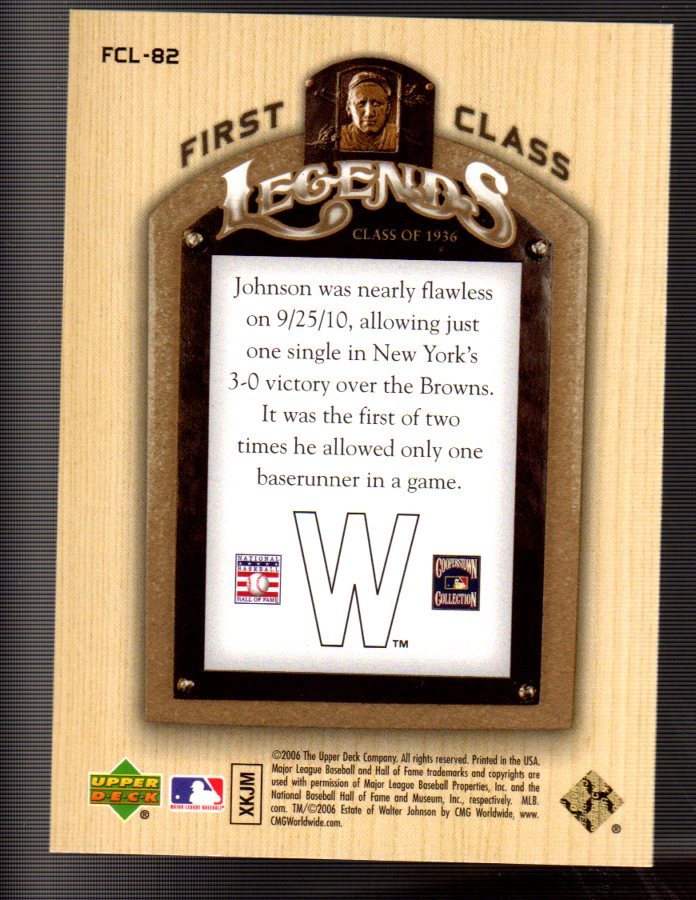 FCL-82
FIRST CLASS
LEGENDS
CLASS OF 1936
Johnson was nearly flawless
on 9/25/10, allowing just
one single in New York's
3-0 victory over the Browns.
It was the first of two
times he allowed only one
baserunner in a game.
W™
NATIONAL
BASEBALL
HALL OF FAME
COOPERSTOWN
COLLECTION
©2006 The Upper Deck Company. All rights reserved. Printed in the USA.
Major League Baseball and Hall of Fame trademarks and copyrights are
used with permission of Major League Baseball Properties, Inc. and the
National Baseball Hall of Fame and Museum, Inc., respectively. MLB.
com. TM/©2006 Estate of Walter Johnson by CMG Worldwide, www.
CMGWorldwide.com.
UPPER
DECK
®
MAJOR LEAGUE BASEBALL
XKJM
®